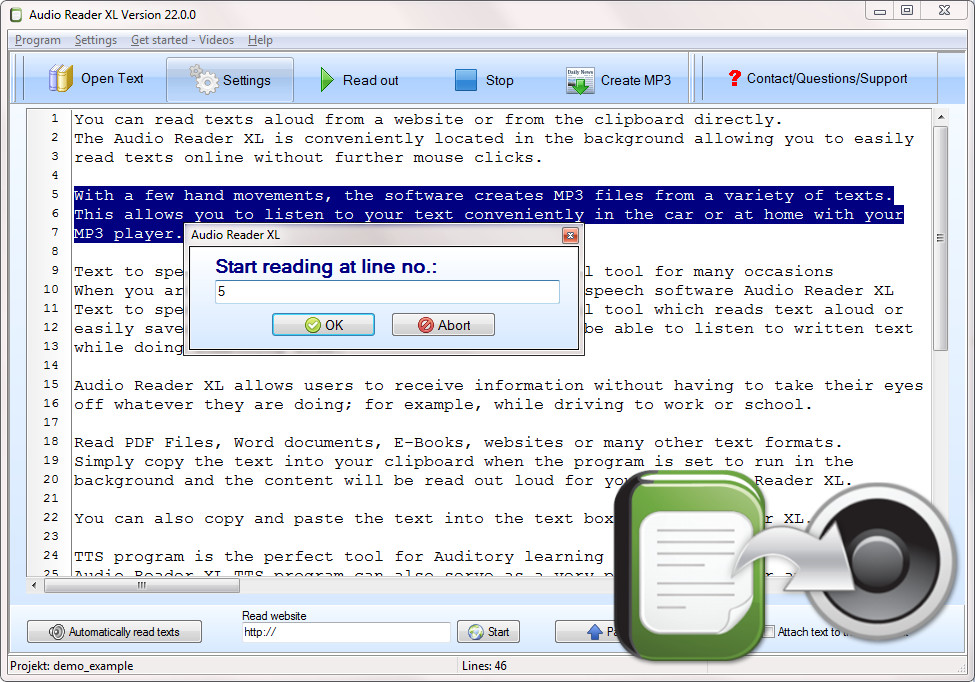 Audio Reader XL Version 22.0.0
Program Settings Get started - Videos Help
Open Text Settings Read out Stop Daily News Create MP3 ? Contact/Questions/Support
1 You can read texts aloud from a website or from the clipboard directly.
2 The Audio Reader XL is conveniently located in the background allowing you to easily
3 read texts online without further mouse clicks.
4
5 With a few hand movements, the software creates MP3 files from a variety of texts.
6 This allows you to listen to your text conveniently in the car or at home with your
7 MP3 player.
8
Audio Reader XL
Start reading at line no.:
5
OK Abort
9 Text to spe l tool for many occasions
10 When you ar speech software Audio Reader XL
11 Text to spe l tool which reads text aloud or
12 easily save be able to listen to written text
13 while doing
14
15 Audio Reader XL allows users to receive information without having to take their eyes
16 off whatever they are doing; for example, while driving to work or school.
17
18 Read PDF Files, Word documents, E-Books, websites or many other text formats.
19 Simply copy the text into your clipboard when the program is set to run in the
20 background and the content will be read out loud for yo Reader XL.
21
22 You can also copy and paste the text into the text box r XL.
23
24 TTS program is the perfect tool for Auditory learning
25 Audio Reader XL TTS program can also serve as a very p
Read website
Automatically read texts http:// Start Pa Attach text to t
Projekt: demo_example Lines: 46